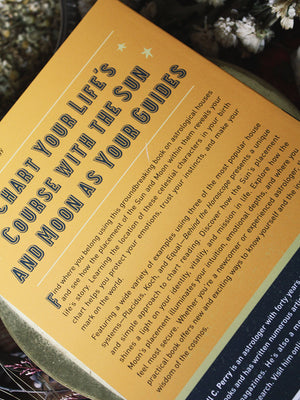 CHART YOUR LIFE'S
COURSE WITH THE SUN
AND MOON AS YOUR GUIDES
Find where you belong using this groundbreaking book on astrological houses
and see how the placement of the Sun and Moon within them reveals your
life's story. Learning the location of these celestial characters in your birth
chart helps you protect your emotions, trust your instincts, and make your
mark on the world.
Featuring a wide variety of examples using three of the most popular house
systems—Placidus, Koch, and Equal—Behind the Horoscope presents a unique
and simple approach to chart reading. Discover how the Sun's placement
shines a light on your identity, vitality, and mission in life. Explore how the
Moon's placement illuminates your emotional depths and where you
feel most secure. Whether you're a newcomer or experienced astrologer,
practical book offers new and exciting ways to know yourself and the
wisdom of the cosmos.
C. Perry is an astrologer with forty years
and has written numerous
magazines. He's also a
Visit him